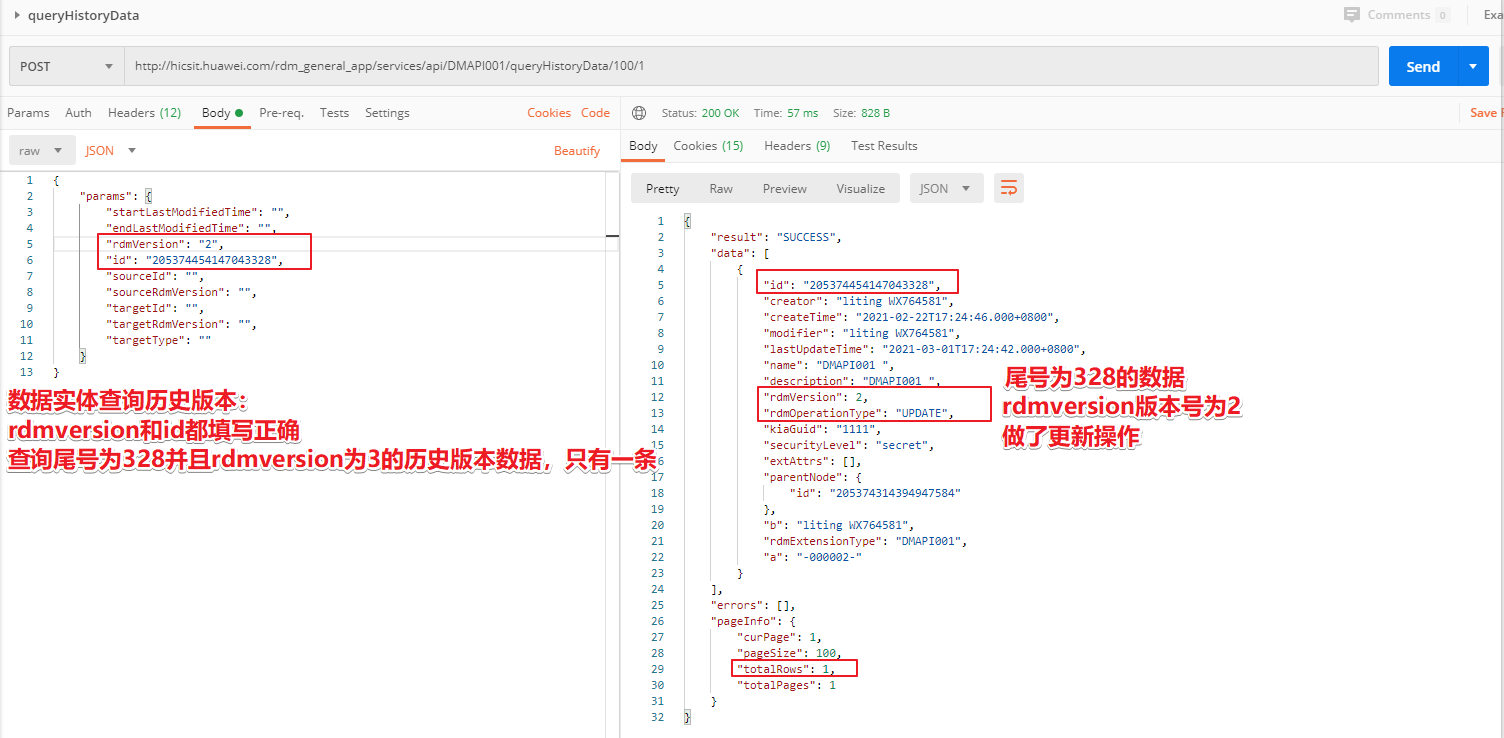 queryHistoryData
Comments 0
Exa
POST
http://hicsit.huawei.com/rdm_general_app/services/api/DMAPI001/queryHistoryData/100/1
Send
Params Auth Headers (12) Body Pre-req. Tests Settings
Cookies Code
raw JSON
Beautify
1 {
2 "params": {
3 "startLastModifiedTime": "",
4 "endLastModifiedTime": "",
5 "rdmVersion": "2",
6 "id": "205374454147043328",
7 "sourceId": "",
8 "sourceRdmVersion": "",
9 "targetId": "",
10 "targetRdmVersion": "",
11 "targetType": ""
12 }
13 }
数据实体查询历史版本：
rdmversion和id都填写正确
查询尾号为328并且rdmversion为3的历史版本数据，只有一条
Status: 200 OK Time: 57 ms Size: 828 B
Save R
Body Cookies (15) Headers (9) Test Results
Pretty Raw Preview Visualize JSON
1 {
2 "result": "SUCCESS",
3 "data": [
4 {
5 "id": "205374454147043328",
6 "creator": "liting WX764581",
7 "createTime": "2021-02-22T17:24:46.000+0800",
8 "modifier": "liting WX764581",
9 "lastUpdateTime": "2021-03-01T17:24:42.000+0800",
10 "name": "DMAPI001 ",
11 "description": "DMAPI001 ",
12 "rdmVersion": 2,
13 "rdmOperationType": "UPDATE",
14 "kiaGuid": "1111",
15 "securityLevel": "secret",
16 "extAttrs": [],
17 "parentNode": {
18 "id": "205374314394947584"
19 },
20 "b": "liting WX764581",
21 "rdmExtensionType": "DMAPI001",
22 "a": "-000002-"
23 }
24 ],
25 "errors": [],
26 "pageInfo": {
27 "curPage": 1,
28 "pageSize": 100,
29 "totalRows": 1,
30 "totalPages": 1
31 }
32 }
尾号为328的数据
rdmversion版本号为2
做了更新操作